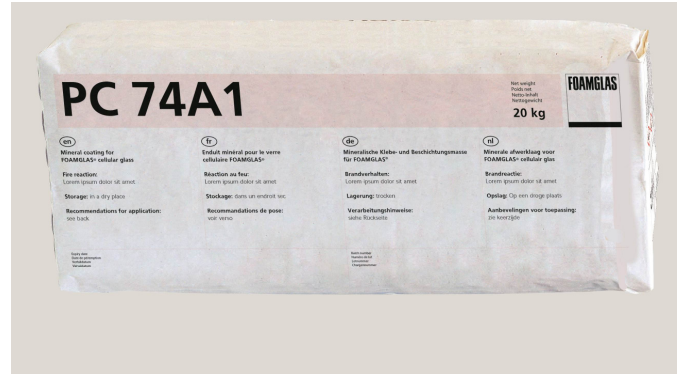 PC 74A1
Net weight
Poids net
Netto-Inhalt
Nettogewicht
20 kg
FOAMGLAS
en
Mineral coating for
FOAMGLAS® cellular glass
Fire reaction:
Lorem ipsum dolor sit amet
Storage: in a dry place
Recommendations for application:
see back
fr
Enduit minéral pour le verre
cellulaire FOAMGLAS®
Réaction au feu:
Lorem ipsum dolor sit amet
Stockage: dans un endroit sec
Recommandations de pose:
voir verso
de
Mineralische Klebe- und Beschichtungsmasse
für FOAMGLAS®
Brandverhalten:
Lorem ipsum dolor sit amet
Lagerung: trocken
Verarbeitungshinweise:
siehe Rückseite
nl
Minerale afwerklaag voor
FOAMGLAS® cellulair glas
Brandreactie:
Lorem ipsum dolor sit amet
Opslag: Op een droge plaats
Aanbevelingen voor toepassing:
zie keerzijde